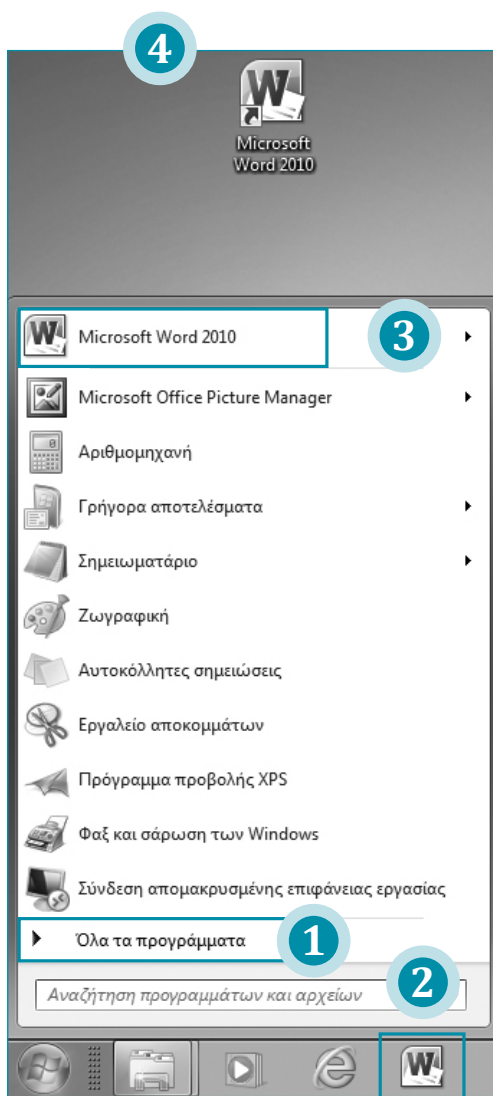 4
Microsoft
Word 2010
Microsoft Word 2010
3
Microsoft Office Picture Manager
Αριθμομηχανή
Γρήγορα αποτελέσματα
Σημειωματάριο
Ζωγραφική
Αυτοκόλλητες σημειώσεις
Εργαλείο αποκομμάτων
Πρόγραμμα προβολής XPS
Φαξ και σάρωση των Windows
Σύνδεση απομακρυσμένης επιφάνειας εργασίας
Όλα τα προγράμματα
1
Αναζήτηση προγραμμάτων και αρχείων
2